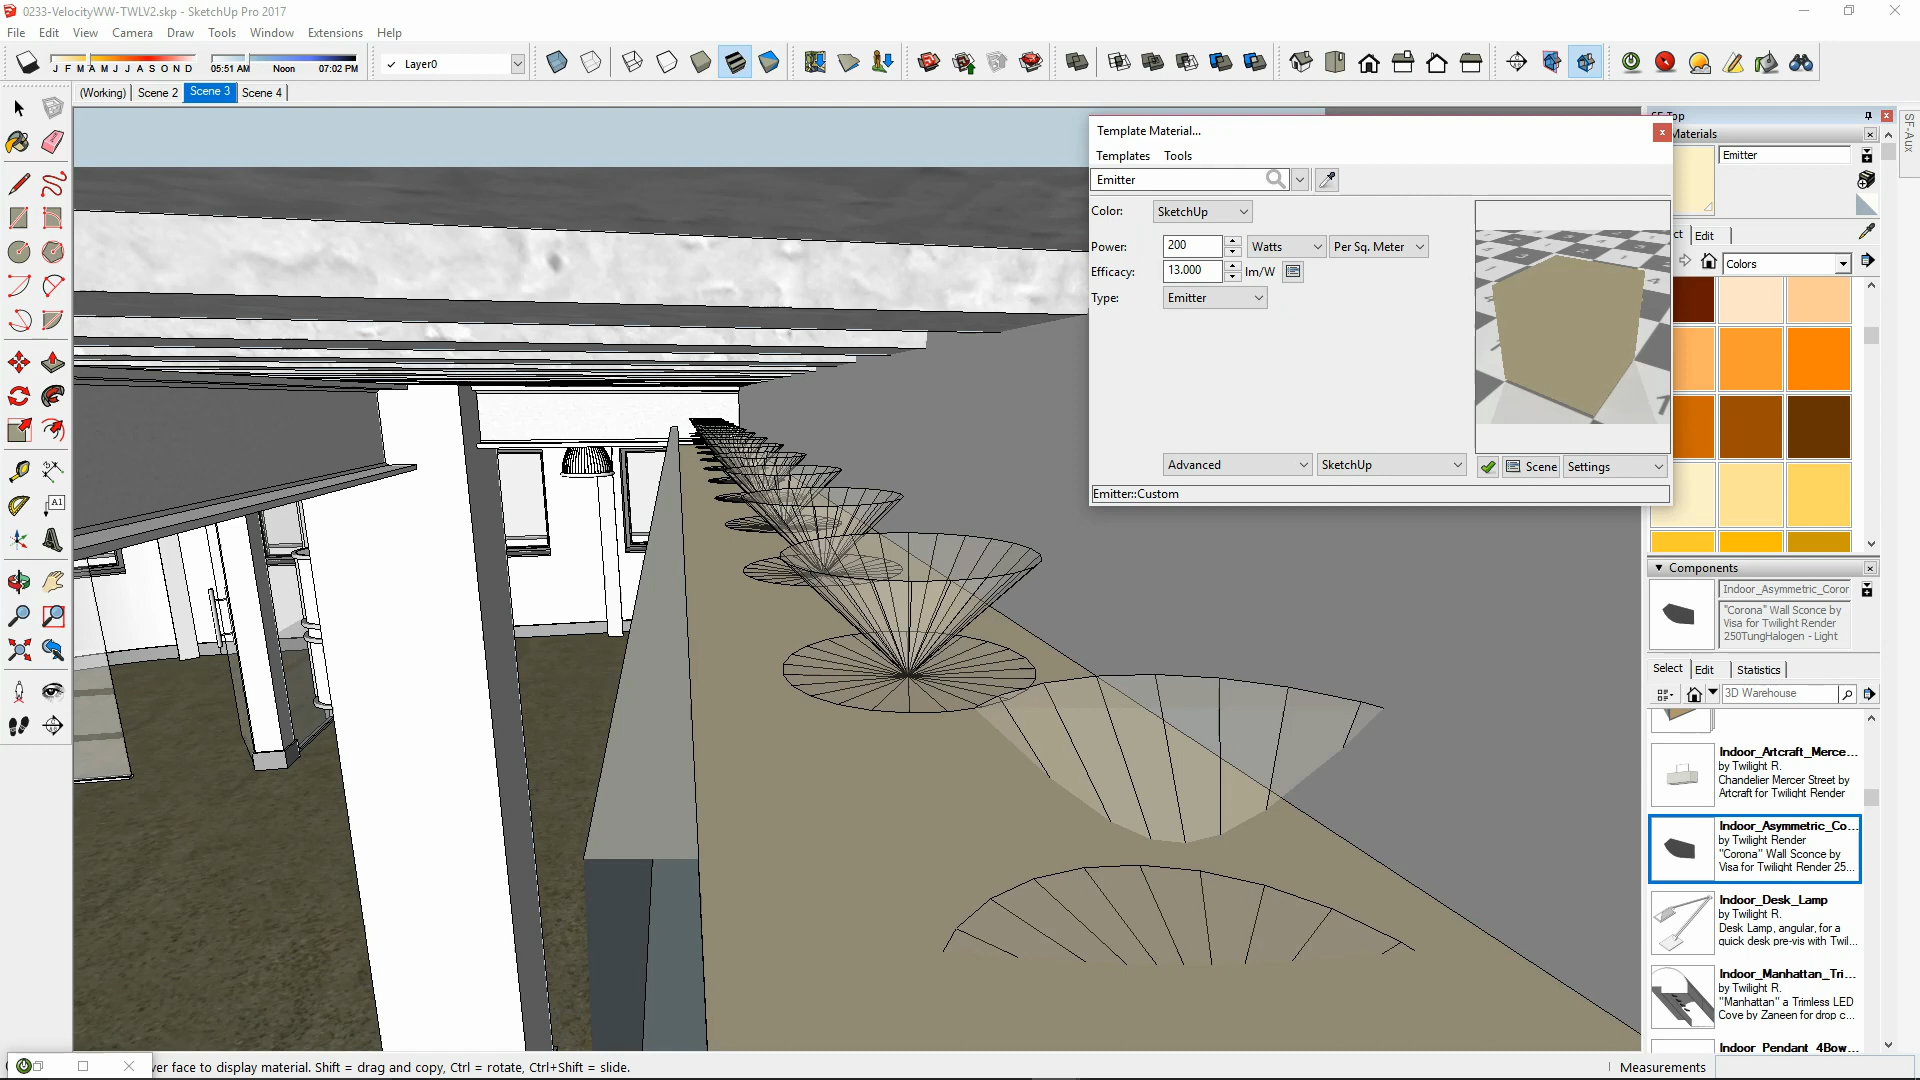 0233-VelocityWW-TWLV2.skp - SketchUp Pro 2017
File Edit View Camera Draw Tools Window Extensions Help
J F M A M J J A S O N D
05:51 AM Noon 07:02 PM
Layer0
(Working) Scene 2 Scene 3 Scene 4
Template Material...
Templates Tools
Emitter
Color: SketchUp
Power: 200 Watts Per Sq. Meter
Efficacy: 13.000 lm/W
Type: Emitter
Advanced SketchUp
Scene Settings
Emitter::Custom
Top
Materials
Emitter
ct Edit
Colors
SF-Aux
Components
Indoor_Asymmetric_Coror
"Corona" Wall Sconce by
Visa for Twilight Render
250TungHalogen - Light
Select Edit Statistics
3D Warehouse
Indoor_Artcraft_Merce...
by Twilight R.
Chandelier Mercer Street by
Artcraft for Twilight Render
Indoor_Asymmetric_Co...
by Twilight Render
"Corona" Wall Sconce by
Visa for Twilight Render 25...
Indoor_Desk_Lamp
by Twilight R.
Desk Lamp, angular, for a
quick desk pre-vis with Twil...
Indoor_Manhattan_Tri...
by Twilight R.
"Manhattan" a Trimless LED
Cove by Zaneen for drop c...
Indoor_Pendant_4Bow...
ver face to display material. Shift = drag and copy, Ctrl = rotate, Ctrl+Shift = slide.
Measurements